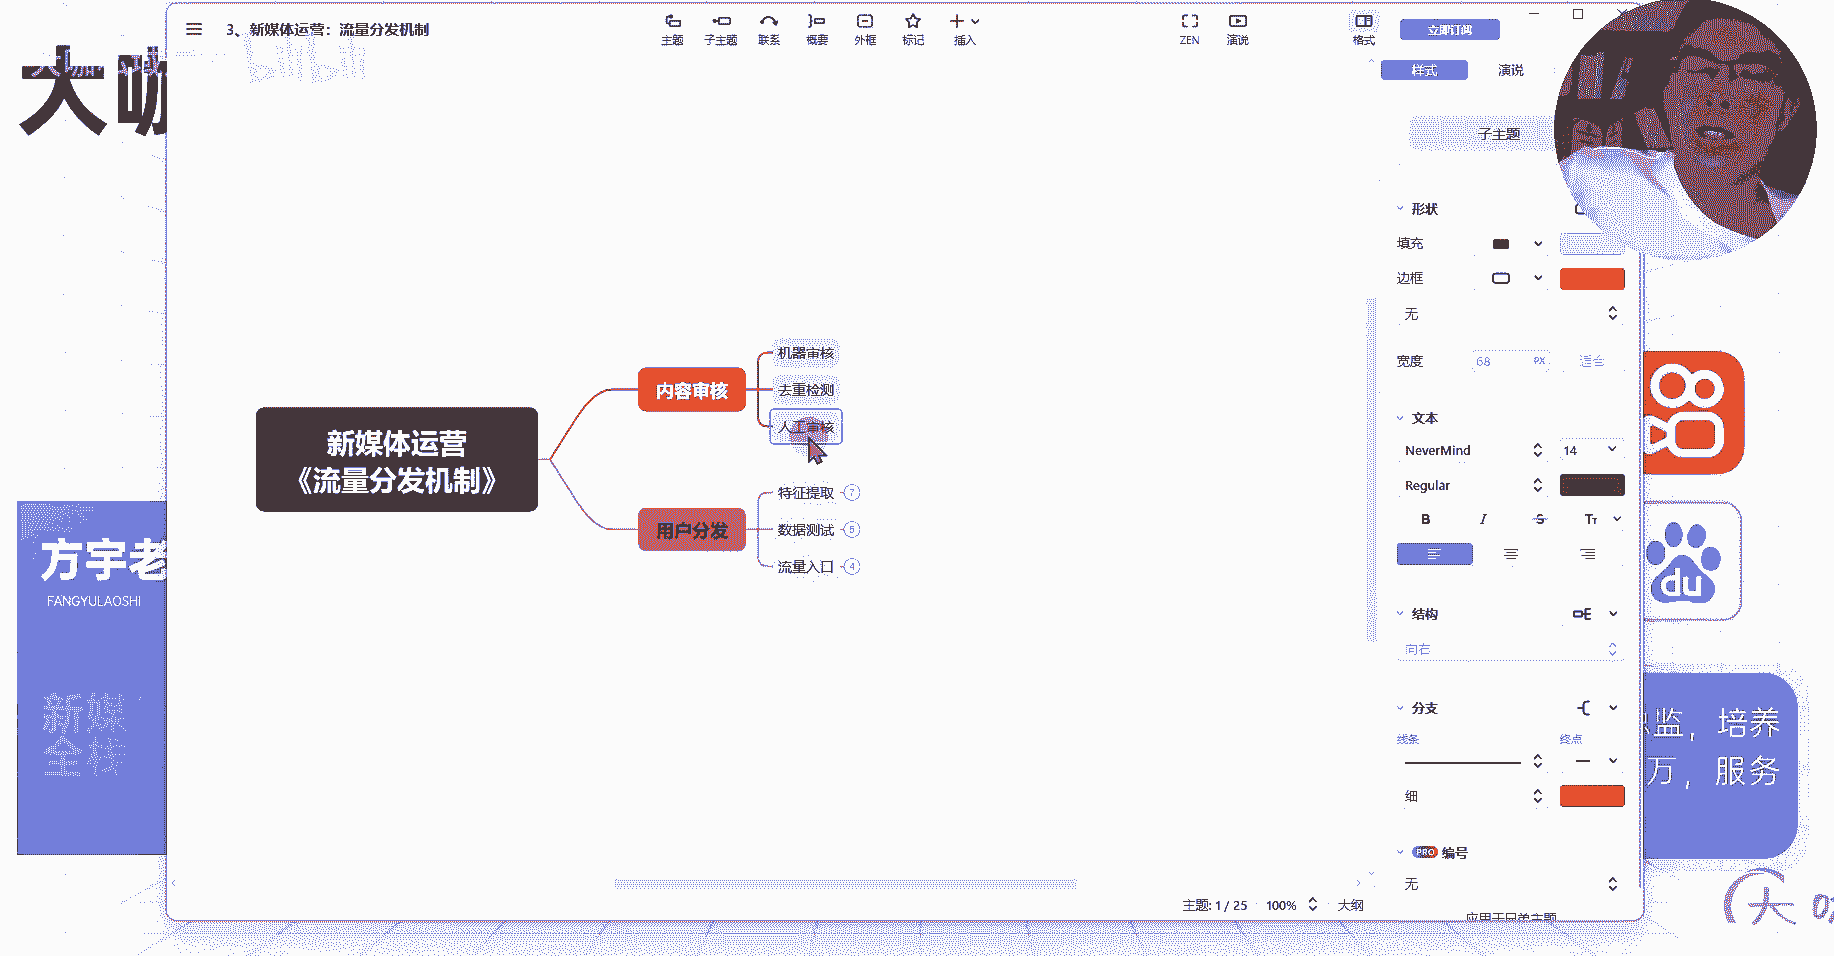 大咖
3、新媒体运营：流量分发机制
bilibili
主题
子主题
联系
概要
外框
标记
插入
ZEN
演说
格式
立即订阅
样式
演说
子主题
形状
填充
边框
无
宽度
68
PX
适合
文本
NeverMind
14
Regular
B
I
S
TT
结构
向右
分支
线条
终点
细
PRO 编号
无
应用于兄弟主题
新媒体运营
《流量分发机制》
内容审核
机器审核
去重检测
人工审核
用户分发
特征提取 7
数据测试 5
流量入口 4
主题: 1 / 25
100%
大纲
方宇老
FANGYULAOSHI
新媒
全栈
du
监，培养
万，服务
大咖